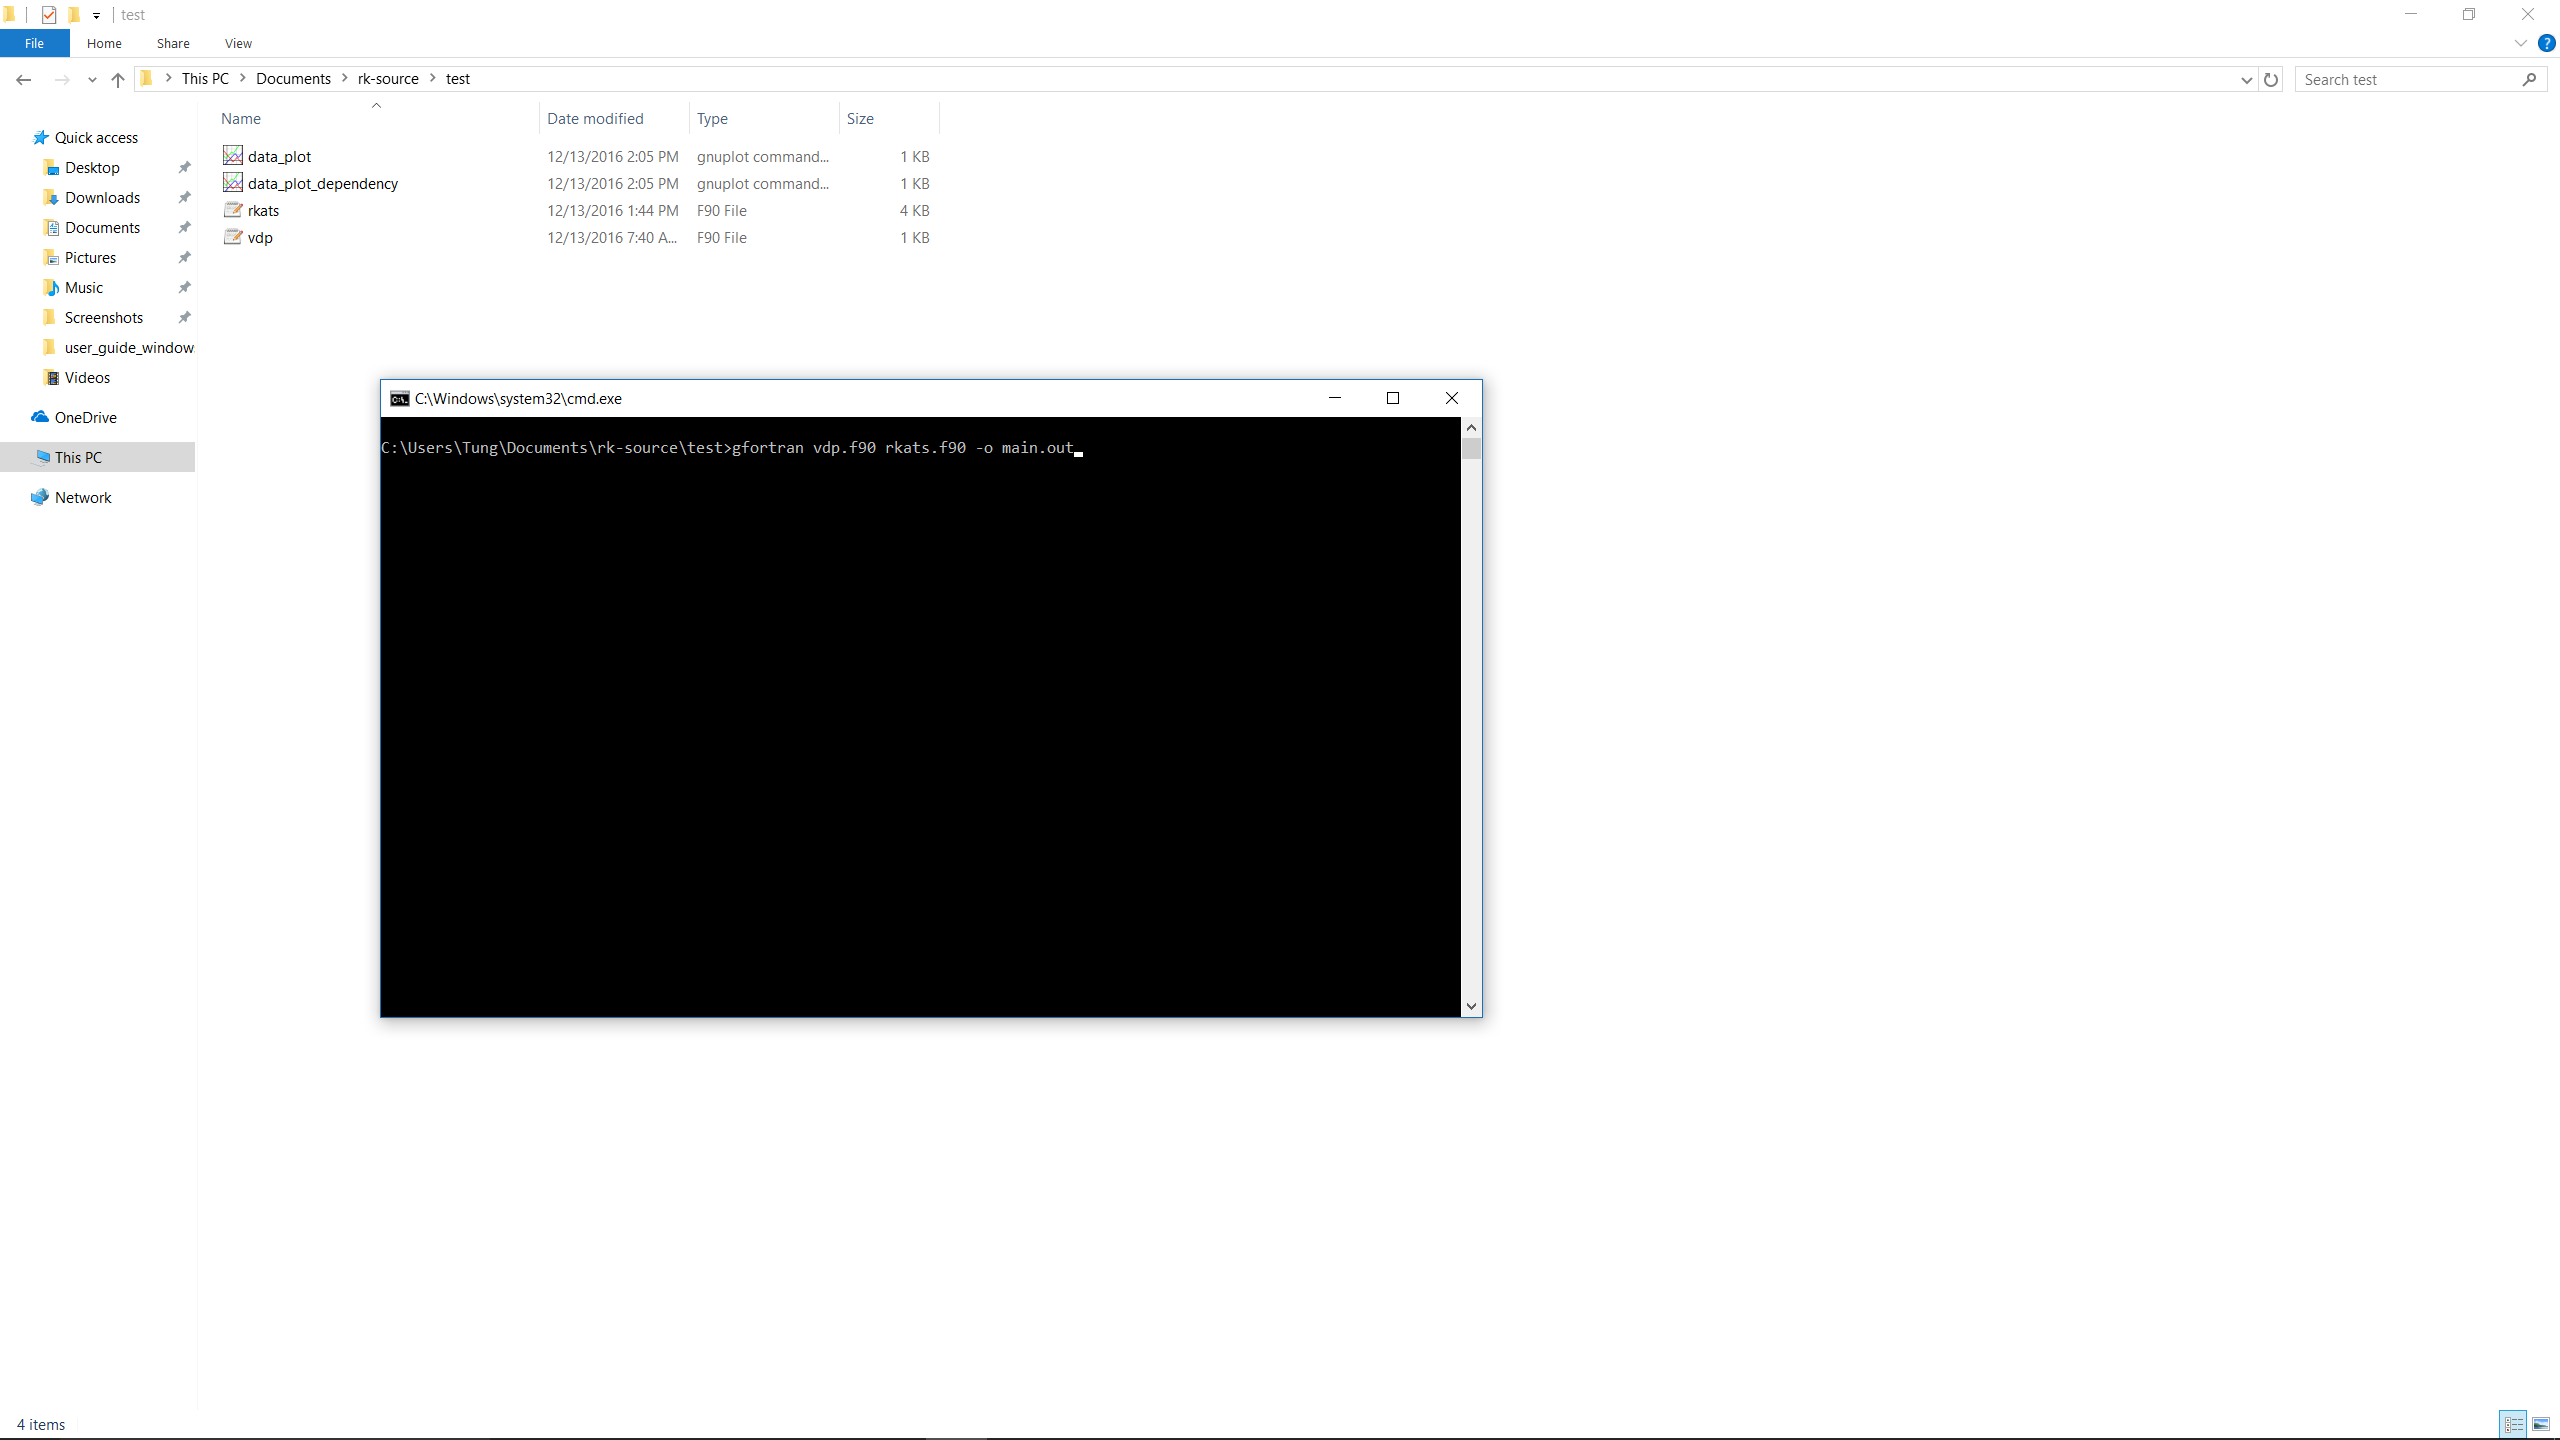 test
File Home Share View
This PC Documents rk-source test
Search test
Name Date modified Type Size
Quick access
Desktop
Downloads
Documents
Pictures
Music
Screenshots
user_guide_window
Videos
OneDrive
This PC
Network
data_plot 12/13/2016 2:05 PM gnuplot command... 1 KB
data_plot_dependency 12/13/2016 2:05 PM gnuplot command... 1 KB
rkats 12/13/2016 1:44 PM F90 File 4 KB
vdp 12/13/2016 7:40 A... F90 File 1 KB
C:\Windows\system32\cmd.exe
C:\Users\Tung\Documents\rk-source\test>gfortran vdp.f90 rkats.f90 -o main.out
4 items